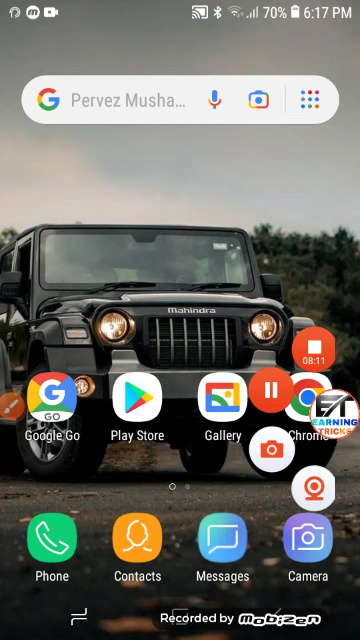 70% 6:17 PM
Pervez Musha...
Mahindra
08:11
GO
Google Go
Play Store
Gallery
Chrome
ET
EARNING
TRICKS
Phone
Contacts
Messages
Camera
Recorded by MOBIZEN